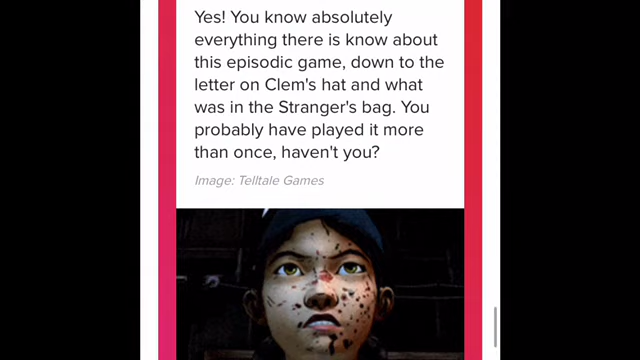 Yes! You know absolutely
everything there is know about
this episodic game, down to the
letter on Clem's hat and what
was in the Stranger's bag. You
probably have played it more
than once, haven't you?
Image: Telltale Games